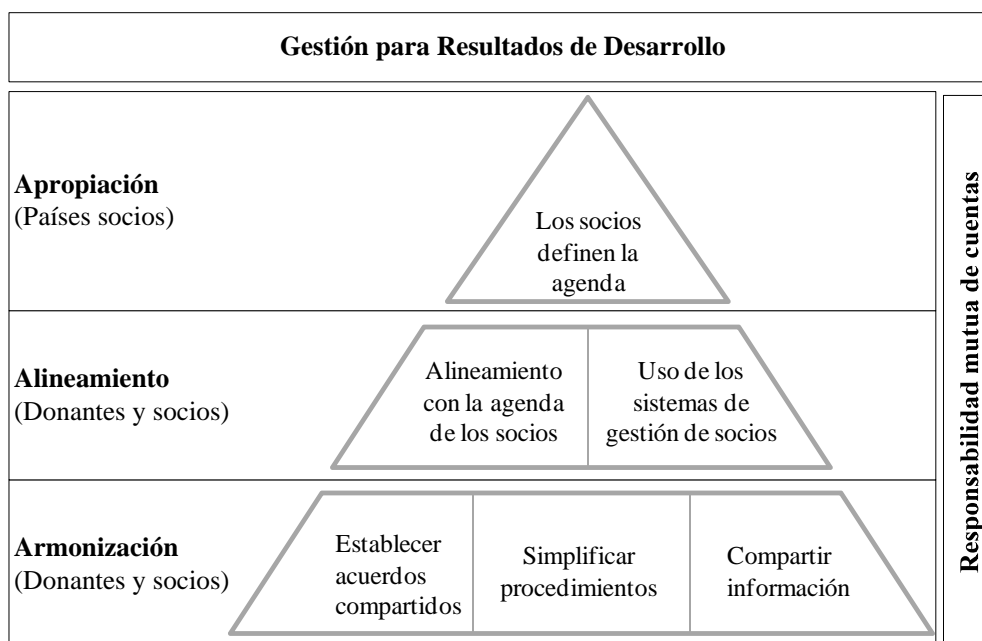 Gestión para Resultados de Desarrollo
Apropiación
(Países socios)
Los socios
definen la
agenda
Alineamiento
(Donantes y socios)
Alineamiento
con la agenda
de los socios
Uso de los
sistemas de
gestión de socios
Armonización
(Donantes y socios)
Establecer
acuerdos
compartidos
Simplificar
procedimientos
Compartir
información
Responsabilidad mutua de cuentas